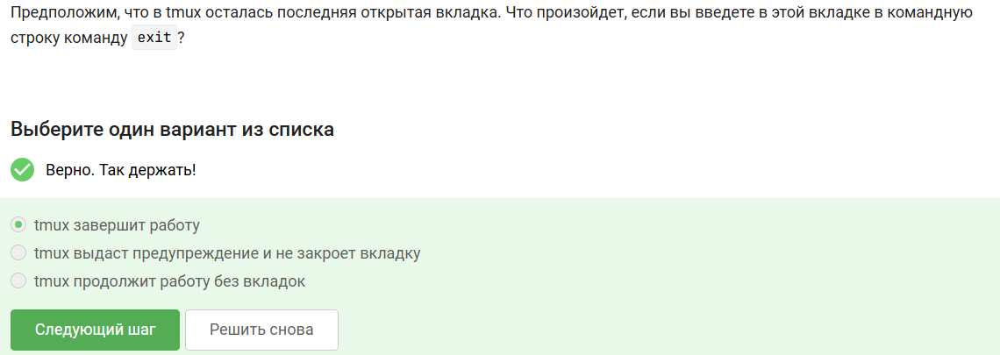 Предположим, что в tmux осталась последняя открытая вкладка. Что произойдет, если вы введете в этой вкладке в командную
строку команду exit?
Выберите один вариант из списка
Верно. Так держать!
tmux завершит работу
tmux выдаст предупреждение и не закроет вкладку
tmux продолжит работу без вкладок
Следующий шаг
Решить снова